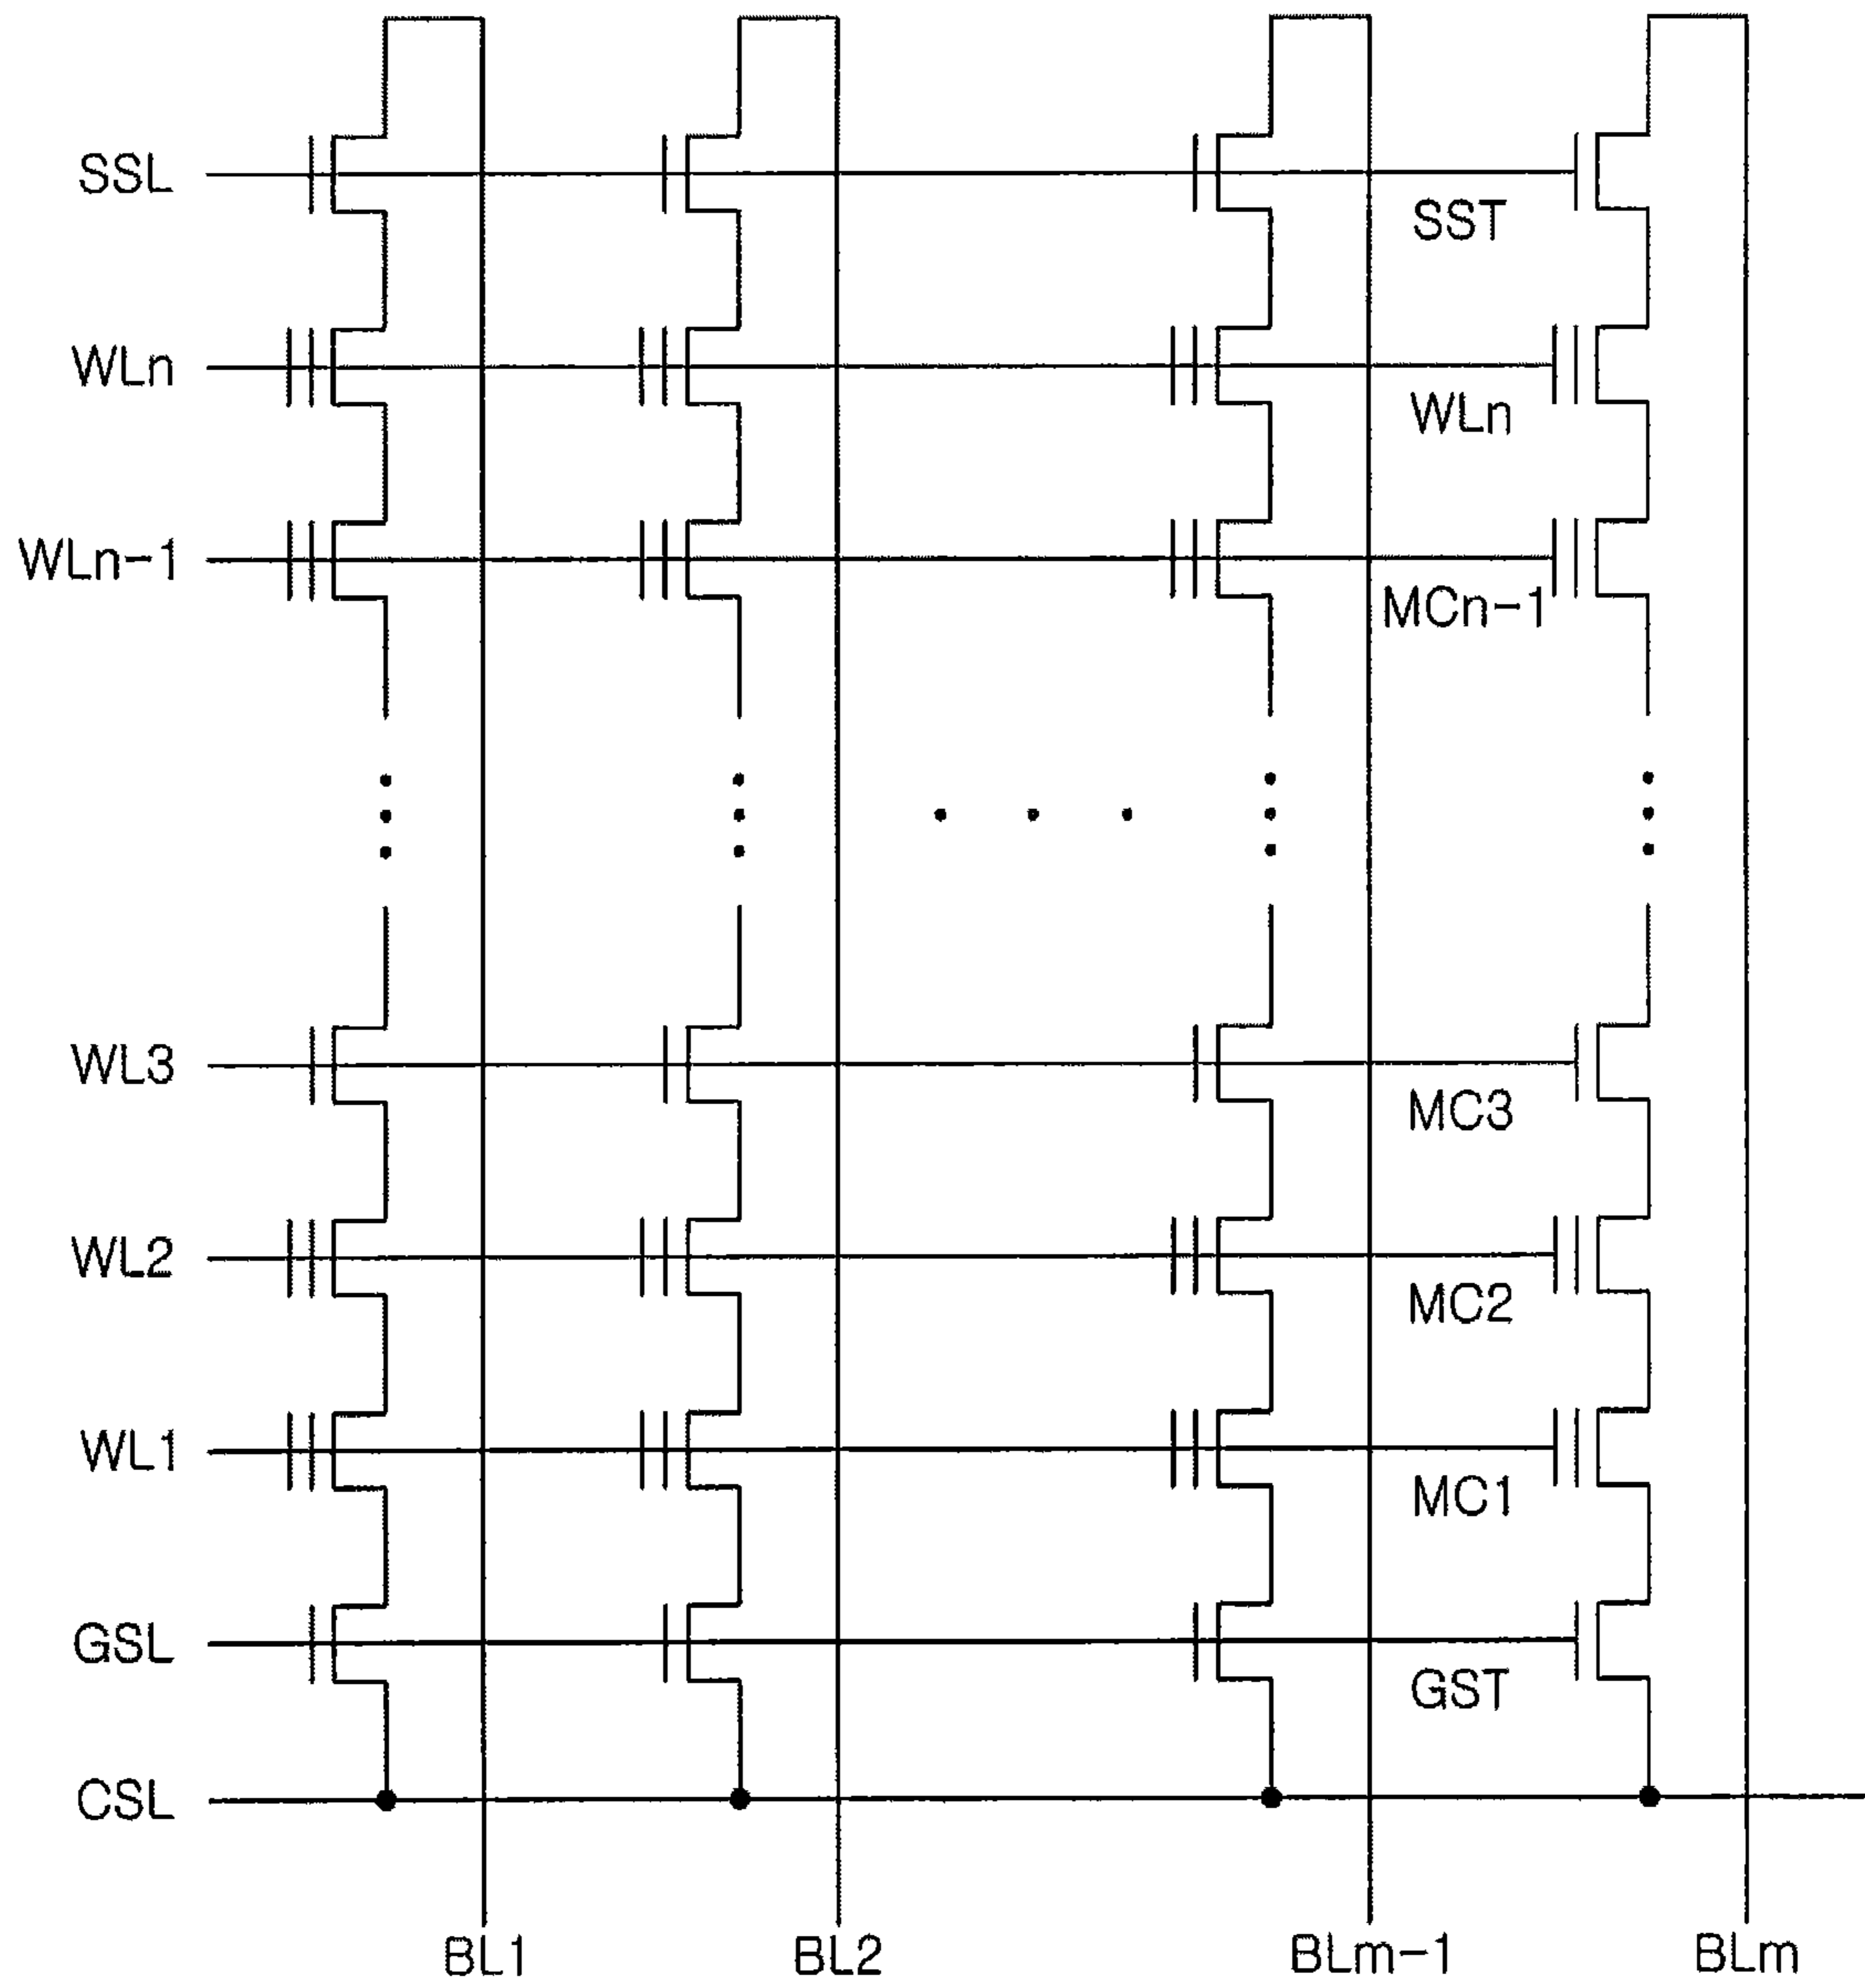 SSL
SST
WLn
WLn
WLn-1
MCn-1
WL3
MC3
WL2
MC2
WL1
MC1
GSL
GST
CSL
BL1 BL2 BLm-1 BLm